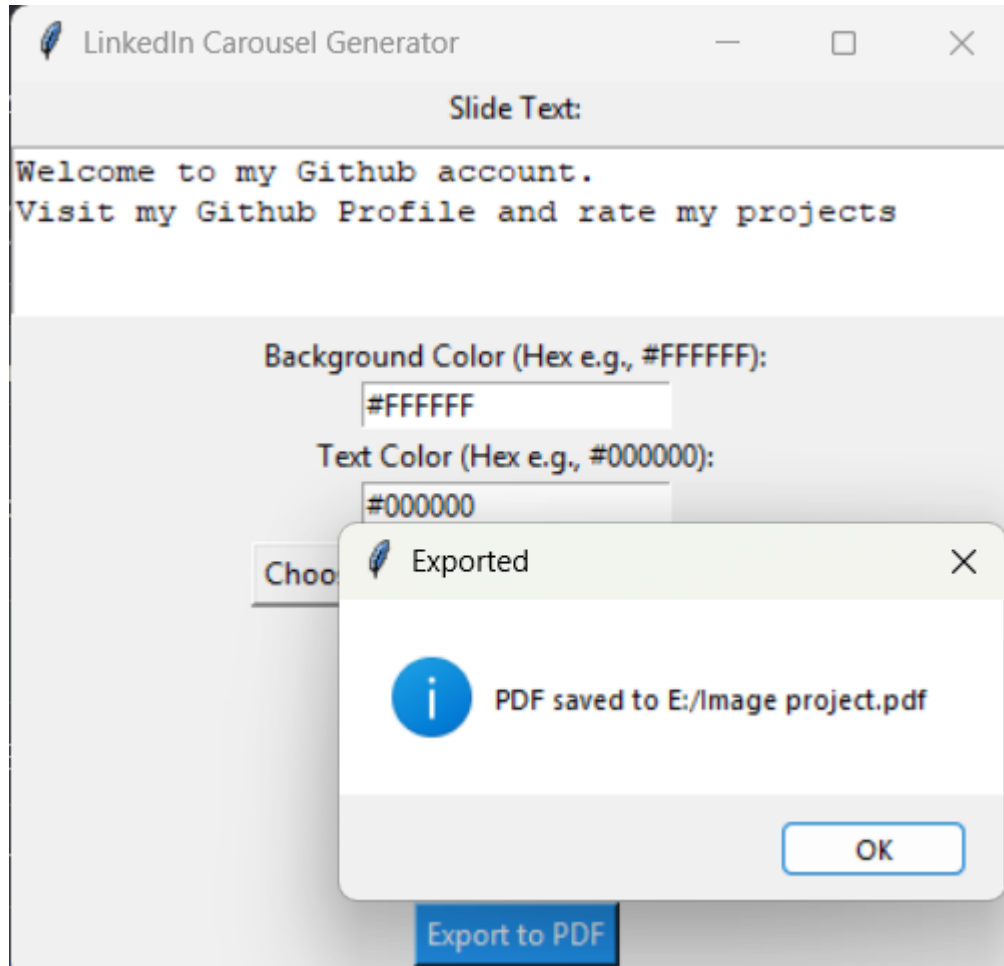 LinkedIn Carousel Generator
Slide Text:
Welcome to my Github account.
Visit my Github Profile and rate my projects
Background Color (Hex e.g., #FFFFFF):
#FFFFFF
Text Color (Hex e.g., #000000):
#000000
Exported
PDF saved to E:/Image project.pdf
OK
Export to PDF